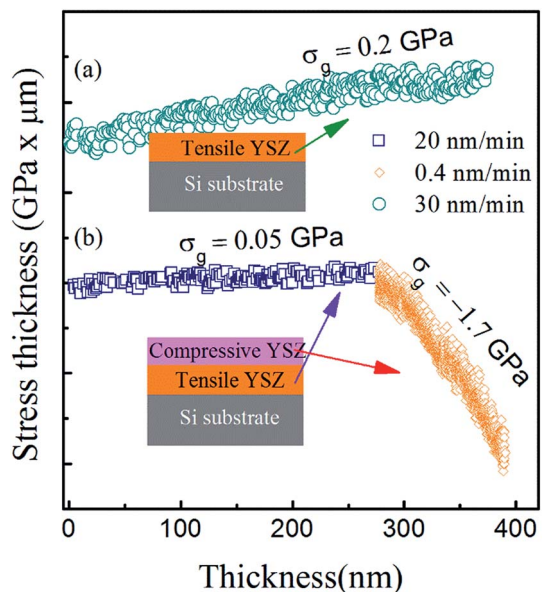 Stress thickness (GPa x μm)
(a)
σg = 0.2 GPa
Tensile YSZ
Si substrate
20 nm/min
0.4 nm/min
30 nm/min
(b)
σg = 0.05 GPa
σg = −1.7 GPa
Compressive YSZ
Tensile YSZ
Si substrate
0 100 200 300 400
Thickness(nm)